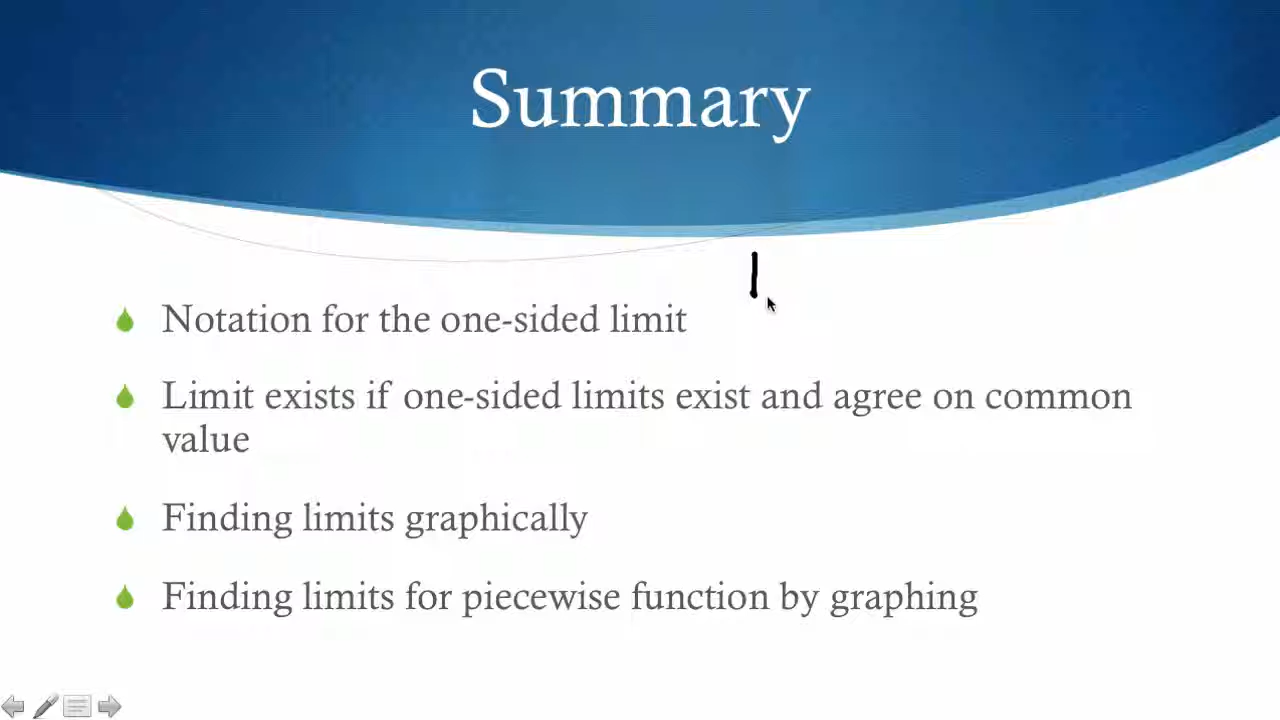 Summary
Notation for the one-sided limit
Limit exists if one-sided limits exist and agree on common
value
Finding limits graphically
Finding limits for piecewise function by graphing